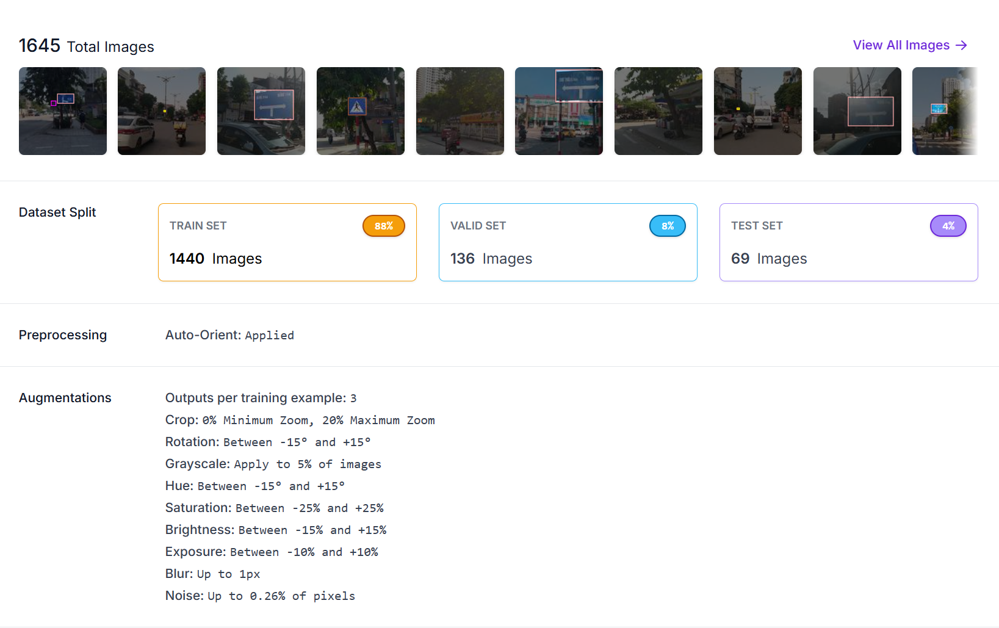 1645 Total Images
View All Images →
Dataset Split
TRAIN SET
88%
1440 Images
VALID SET
8%
136 Images
TEST SET
4%
69 Images
Preprocessing
Auto-Orient: Applied
Augmentations
Outputs per training example: 3
Crop: 0% Minimum Zoom, 20% Maximum Zoom
Rotation: Between -15° and +15°
Grayscale: Apply to 5% of images
Hue: Between -15° and +15°
Saturation: Between -25% and +25%
Brightness: Between -15% and +15%
Exposure: Between -10% and +10%
Blur: Up to 1px
Noise: Up to 0.26% of pixels